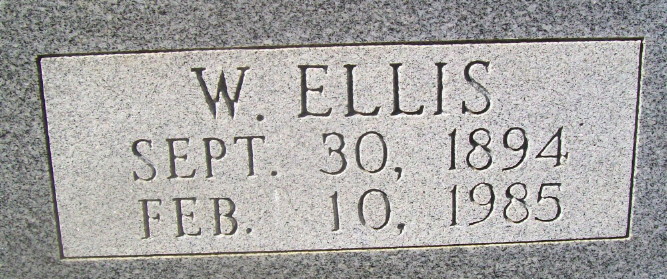 W. ELLIS
SEPT. 30, 1894
FEB. 10, 1985